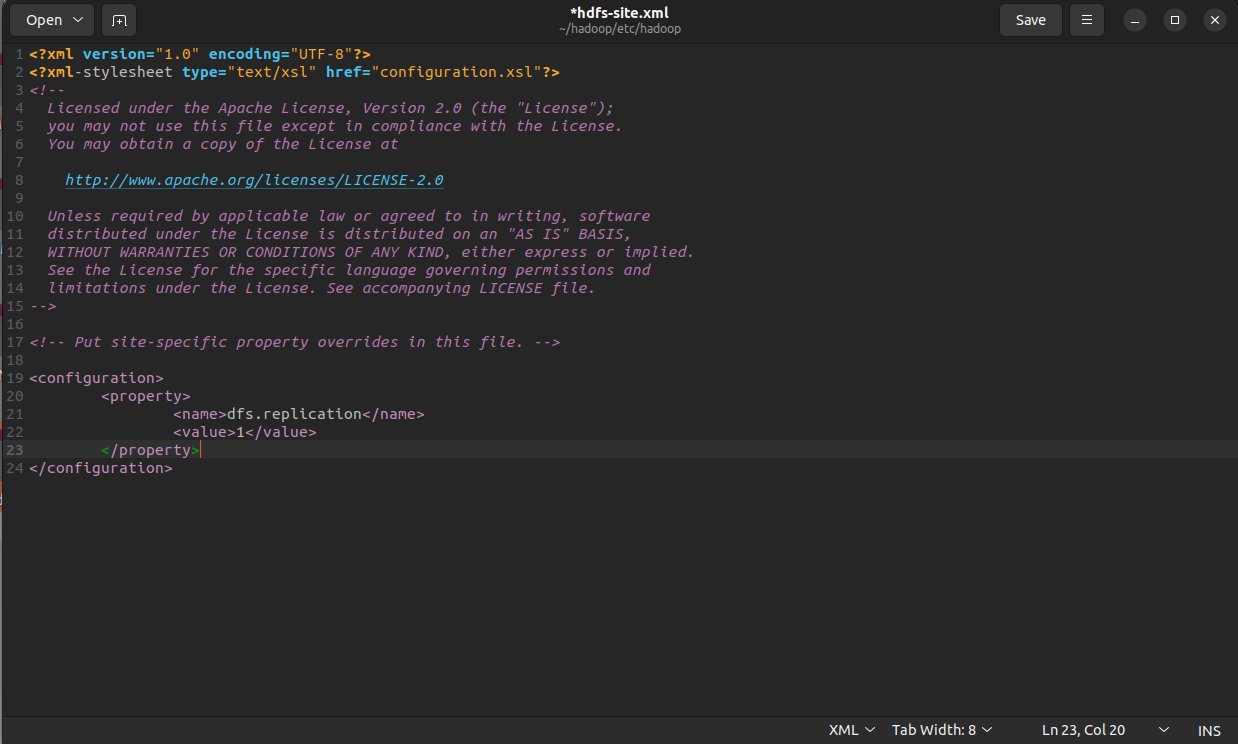 Open
*hdfs-site.xml
~/hadoop/etc/hadoop
Save
1 <?xml version="1.0" encoding="UTF-8"?>
2 <?xml-stylesheet type="text/xsl" href="configuration.xsl"?>
3 <!--
4   Licensed under the Apache License, Version 2.0 (the "License");
5   you may not use this file except in compliance with the License.
6   You may obtain a copy of the License at
7
8     http://www.apache.org/licenses/LICENSE-2.0
9
10   Unless required by applicable law or agreed to in writing, software
11   distributed under the License is distributed on an "AS IS" BASIS,
12   WITHOUT WARRANTIES OR CONDITIONS OF ANY KIND, either express or implied.
13   See the License for the specific language governing permissions and
14   limitations under the License. See accompanying LICENSE file.
15 -->
16
17 <!-- Put site-specific property overrides in this file. -->
18
19 <configuration>
20         <property>
21                 <name>dfs.replication</name>
22                 <value>1</value>
23         </property>
24 </configuration>
XML Tab Width: 8 Ln 23, Col 20 INS